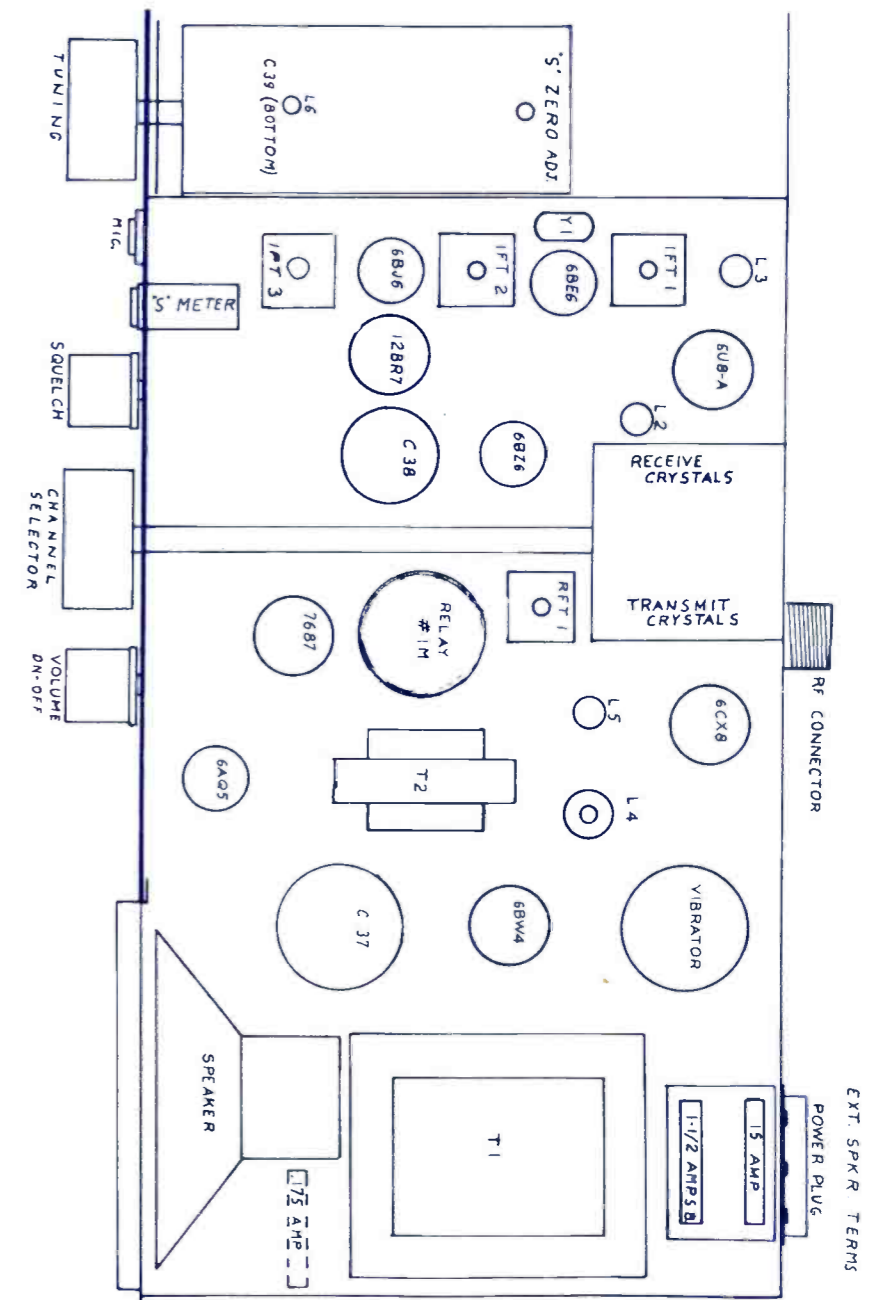 TUNING
C39 (BOTTOM)
L6
"S" ZERO ADJ.
MIC.
"S" METER
SQUELCH
CHANNEL
SELECTOR
VOLUME
ON-OFF
IFT 3
6BJ6
IFT 2
Y1
6BE6
IFT 1
L3
12BR7
6U8-A
L2
C 38
6BZ6
RECEIVE
CRYSTALS
TRANSMIT
CRYSTALS
RF CONNECTOR
7687
RELAY
#1M
RFT 1
L5
6CX8
6AQ5
T2
L4
C 37
6BW4
VIBRATOR
SPEAKER
.175 AMP
T1
1-1/2 AMP S B
15 AMP
POWER PLUG
EXT. SPKR TERMS